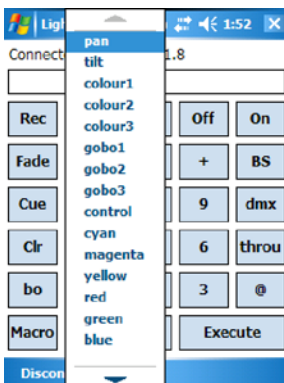 Ligh 1:52
Connect 1.8
pan
tilt
colour1
colour2
colour3
gobo1
gobo2
gobo3
control
cyan
magenta
yellow
red
green
blue
Rec Off On
Fade + BS
Cue 9 dmx
Clr 6 throu
bo 3 @
Macro Execute
Discon